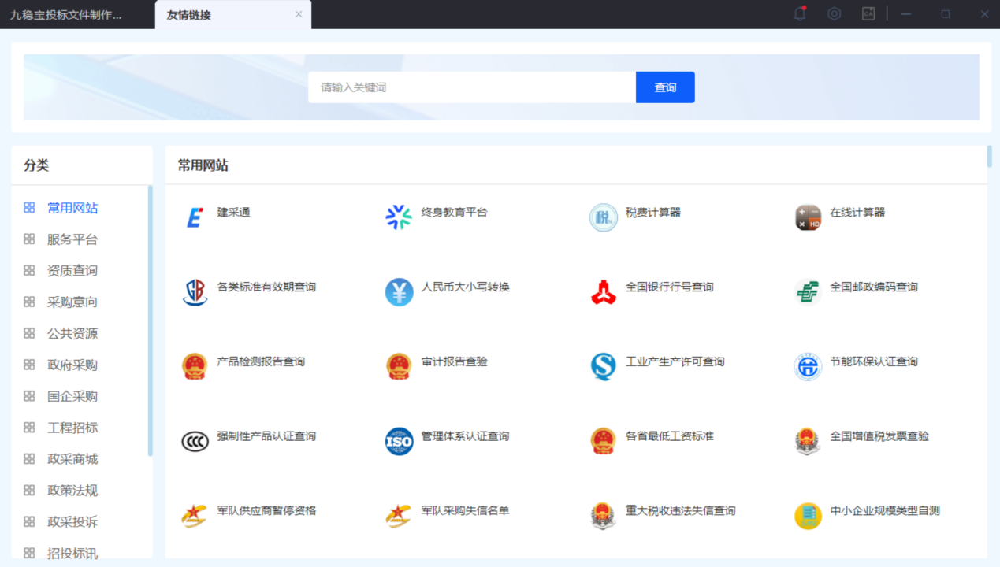 九稳宝投标文件制作...
友情链接
CA
请输入关键词
查询
分类
常用网站
服务平台
资质查询
采购意向
公共资源
政府采购
国企采购
工程招标
政采商城
政策法规
政采投诉
招投标讯
常用网站
建采通
终身教育平台
税
税费计算器
HD
在线计算器
各类标准有效期查询
人民币大小写转换
全国银行行号查询
全国邮政编码查询
产品检测报告查询
审计报告查验
工业产生产许可查询
节能环保认证查询
强制性产品认证查询
ISO
管理体系认证查询
各省最低工资标准
全国增值税发票查验
军队供应商暂停资格
军队采购失信名单
重大税收违法失信查询
中小企业规模类型自测